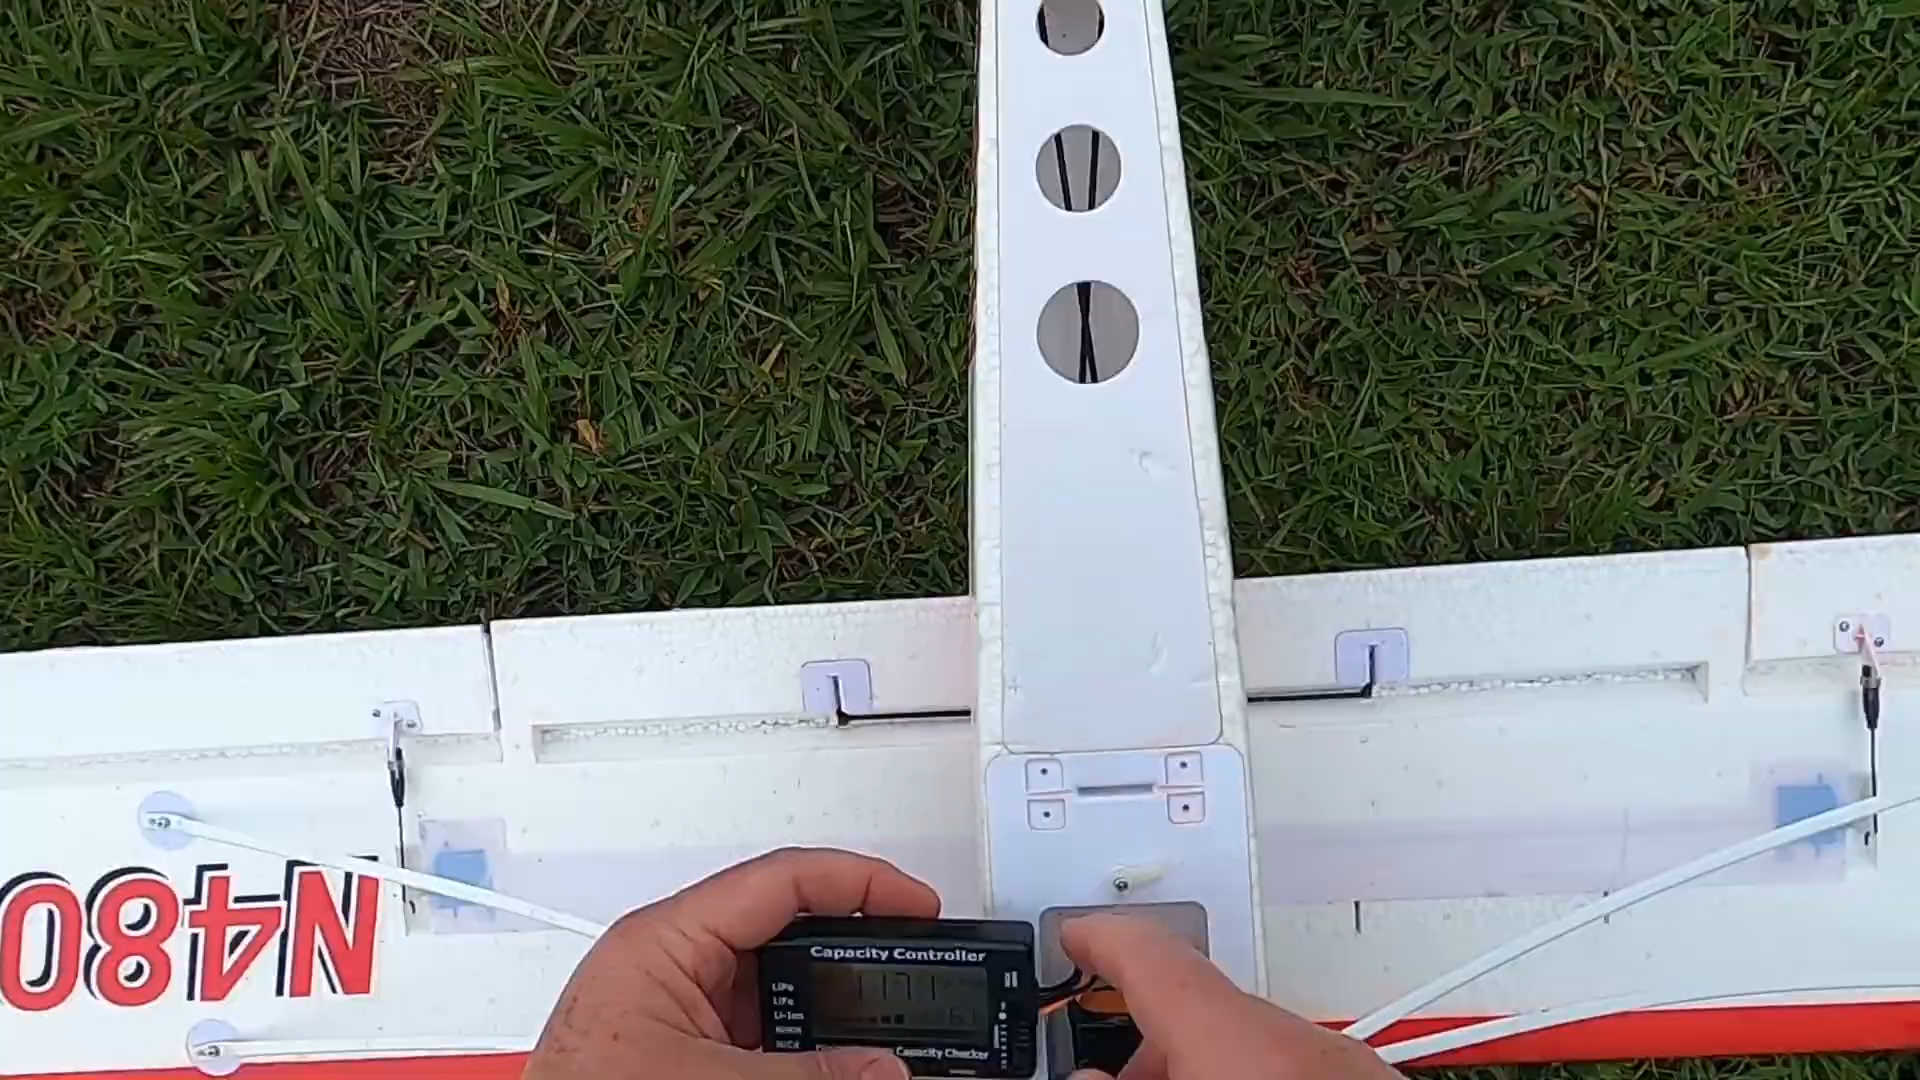 N480
Capacity Controller
LiPo
LiFe
Li-Ion
NiMH
NiCd
Capacity Checker